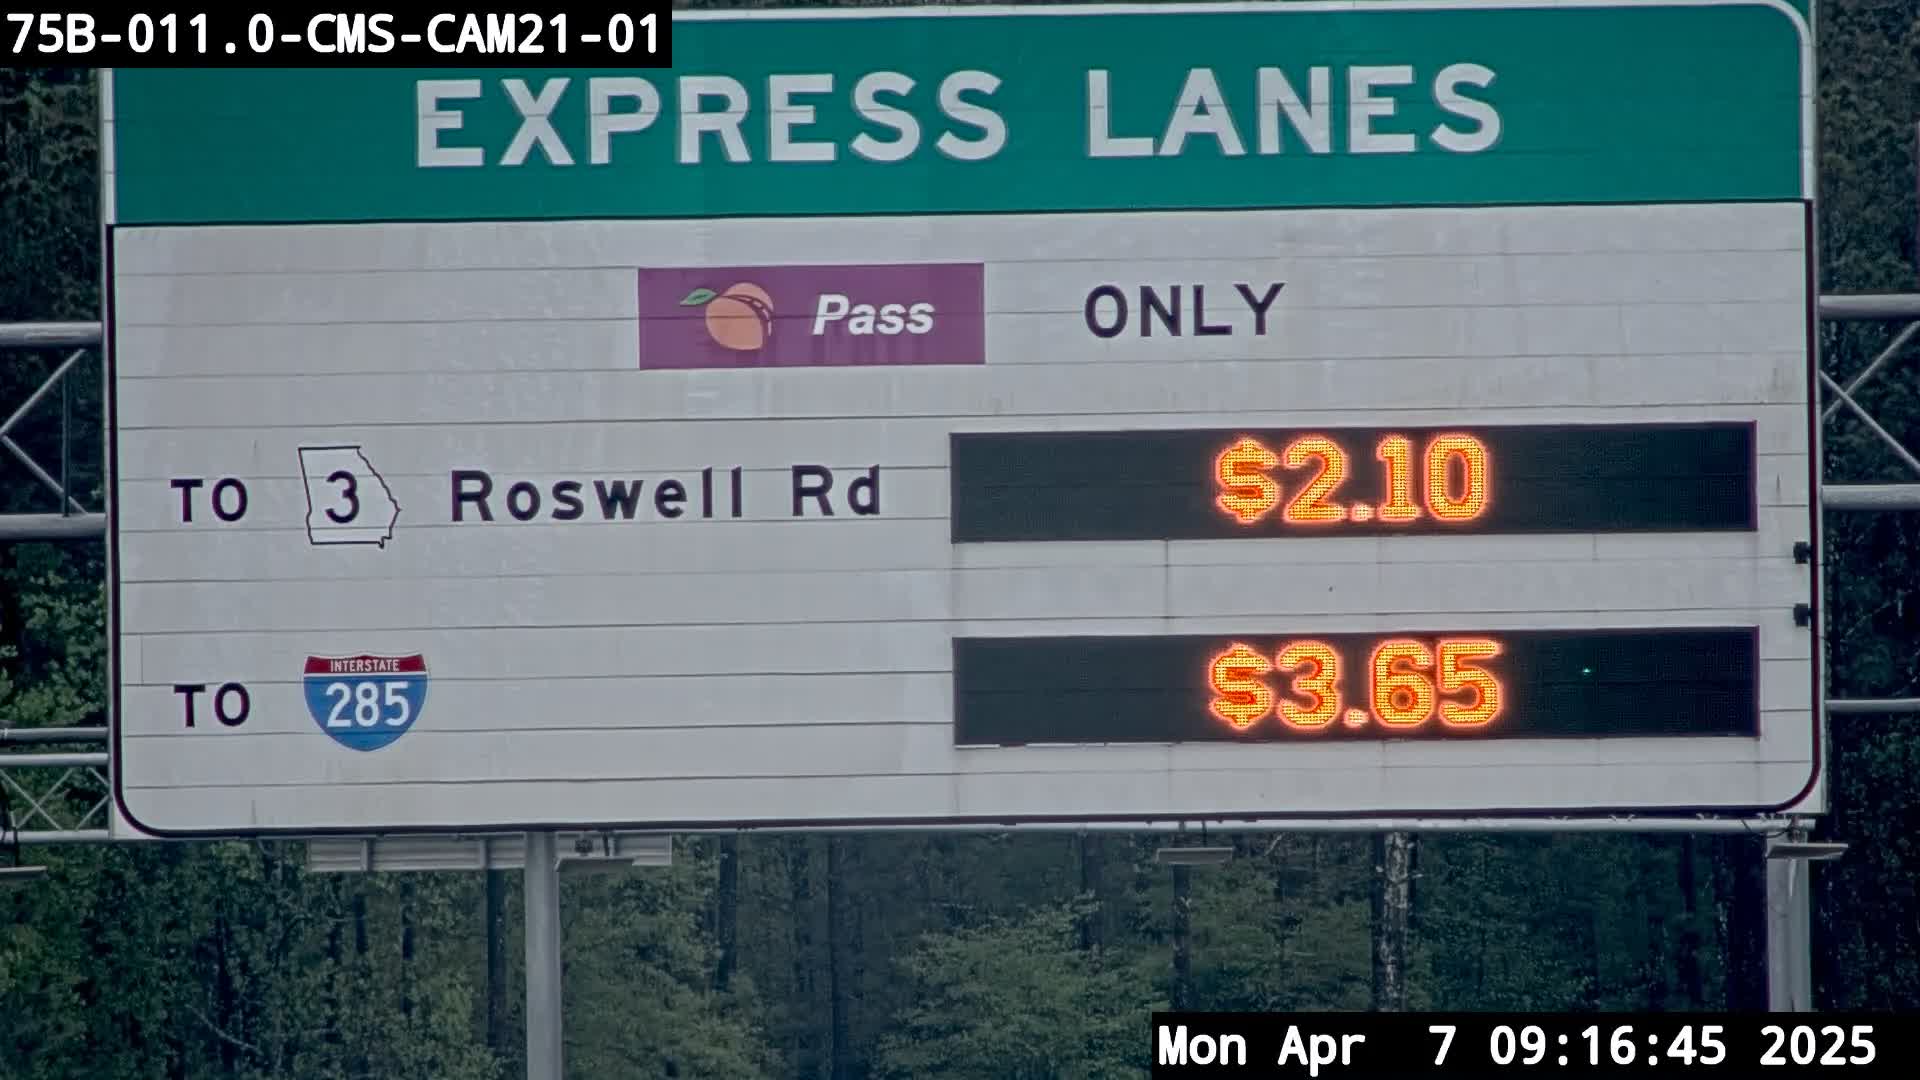 75B-011.0-CMS-CAM21-01
EXPRESS LANES
Pass ONLY
TO 3 Roswell Rd $2.10
TO INTERSTATE 285 $3.65
Mon Apr 7 09:16:45 2025